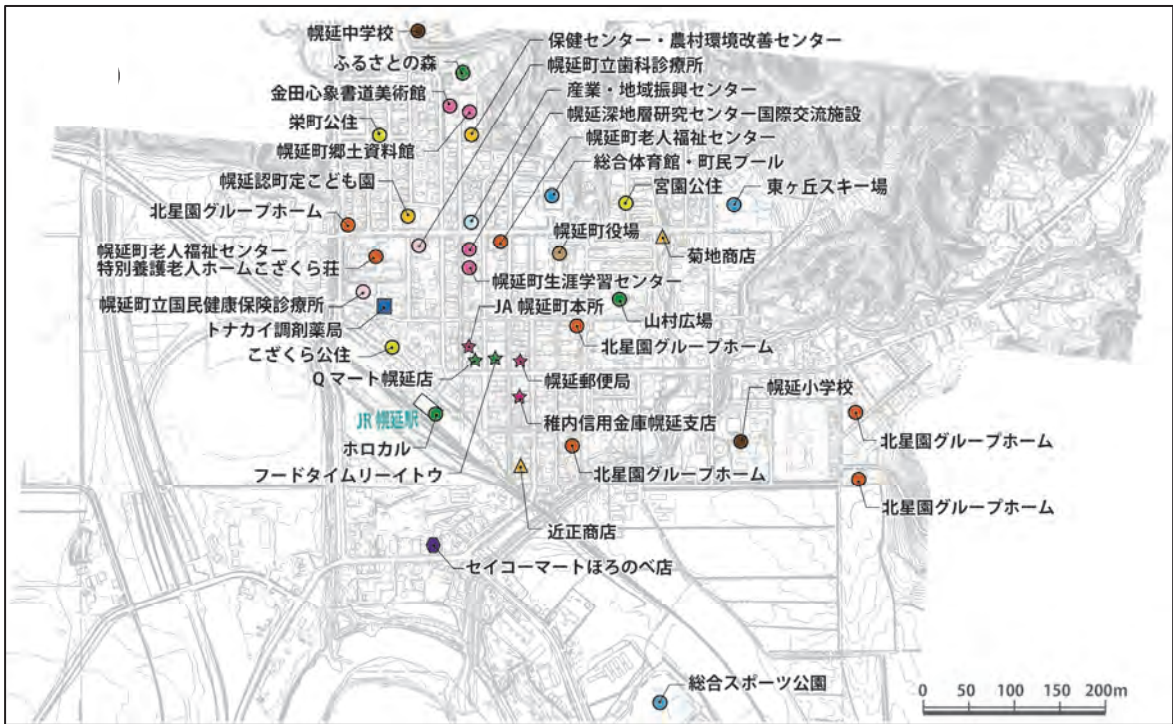 幌延中学校
保健センター・農村環境改善センター
ふるさとの森
幌延町立歯科診療所
金田心象書道美術館
産業・地域振興センター
栄町公住
幌延深地層研究センター国際交流施設
幌延町郷土資料館
幌延町老人福祉センター
総合体育館・町民プール
幌延認町定こども園
宮園公住
東ヶ丘スキー場
北星園グループホーム
幌延町役場
幌延町老人福祉センター
特別養護老人ホームこざくら荘
菊地商店
幌延町生涯学習センター
幌延町立国民健康保険診療所
JA 幌延町本所
山村広場
トナカイ調剤薬局
北星園グループホーム
こざくら公住
Qマート幌延店
幌延郵便局
幌延小学校
JR 幌延駅
稚内信用金庫幌延支店
北星園グループホーム
ホロカル
フードタイムリーイトウ
北星園グループホーム
北星園グループホーム
近正商店
セイコーマートほろのべ店
総合スポーツ公園
0 50 100 150 200m